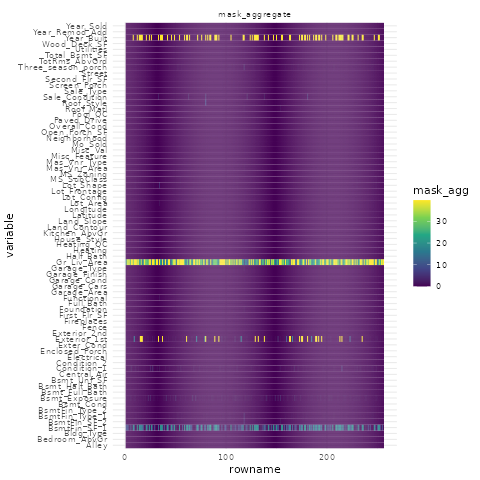 mask_aggregate
Year_Sold
Year_Remod_Add
Year_Built
Wood_Deck_SF
Utilities
Total_Bsmt_SF
TotRms_AbvGrd
Three_season_porch
Street
Second_Flr_SF
Screen_Porch
Sale_Type
Sale_Condition
Roof_Style
Roof_Matl
Pool_QC
Paved_Drive
Overall_Cond
Open_Porch_SF
Neighborhood
Mo_Sold
Misc_Val
Misc_Feature
Mas_Vnr_Type
Mas_Vnr_Area
MS_Zoning
MS_SubClass
Lot_Shape
Lot_Frontage
Lot_Config
Lot_Area
Longitude
Latitude
Land_Slope
Land_Contour
Kitchen_AbvGr
House_Style
Heating_QC
Heating
Half_Bath
Gr_Liv_Area
Garage_Type
Garage_Finish
Garage_Cond
Garage_Cars
Garage_Area
Functional
Full_Bath
Foundation
First_Flr_SF
Fireplaces
Fence
Exterior_2nd
Exterior_1st
Exter_Cond
Enclosed_Porch
Electrical
Condition_2
Condition_1
Central_Air
Bsmt_Unf_SF
Bsmt_Half_Bath
Bsmt_Full_Bath
Bsmt_Exposure
Bsmt_Cond
BsmtFin_Type_2
BsmtFin_Type_1
BsmtFin_SF_2
BsmtFin_SF_1
Bldg_Type
Bedroom_AbvGr
Alley
variable
0 100 200
rowname
mask_agg
30
20
10
0